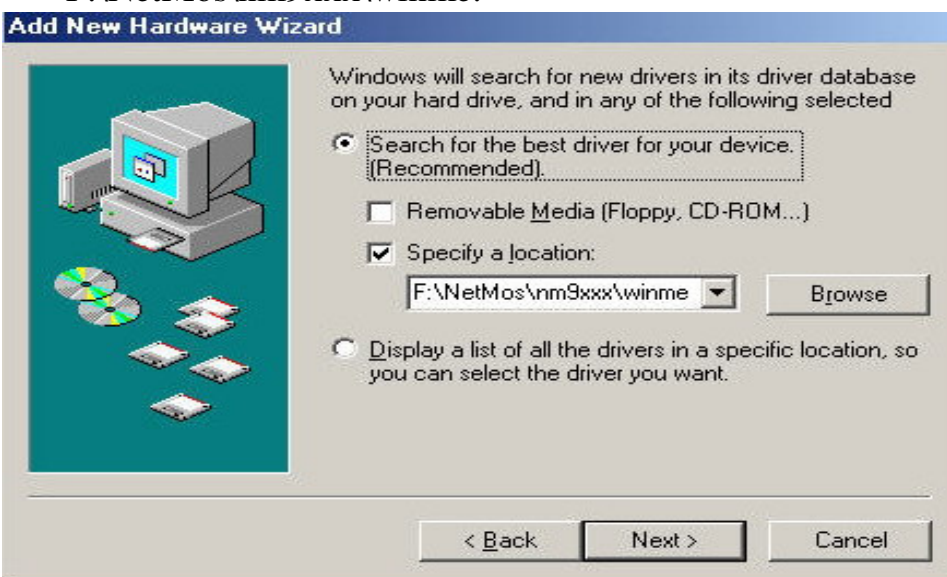 F:\NetMos\nm9xxx\winme.
Add New Hardware Wizard
Windows will search for new drivers in its driver database
on your hard drive, and in any of the following selected
Search for the best driver for your device.
(Recommended).
Removable Media (Floppy, CD-ROM...)
Specify a location:
F:\NetMos\nm9xxx\winme
Browse
Display a list of all the drivers in a specific location, so
you can select the driver you want.
< Back
Next >
Cancel